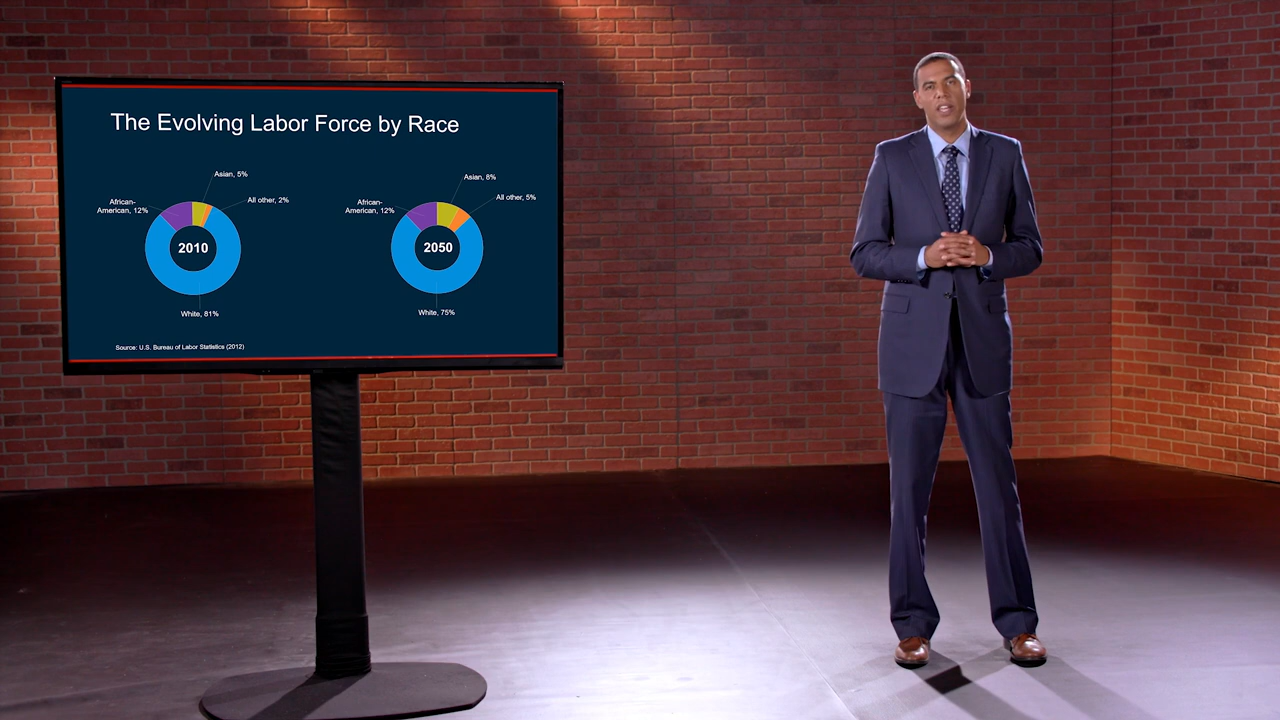 The Evolving Labor Force by Race
Asian, 5%
African-
American, 12%
All other, 2%
2010
White, 81%
Asian, 8%
African-
American, 12%
All other, 5%
2050
White, 75%
Source: U.S. Bureau of Labor Statistics (2012)